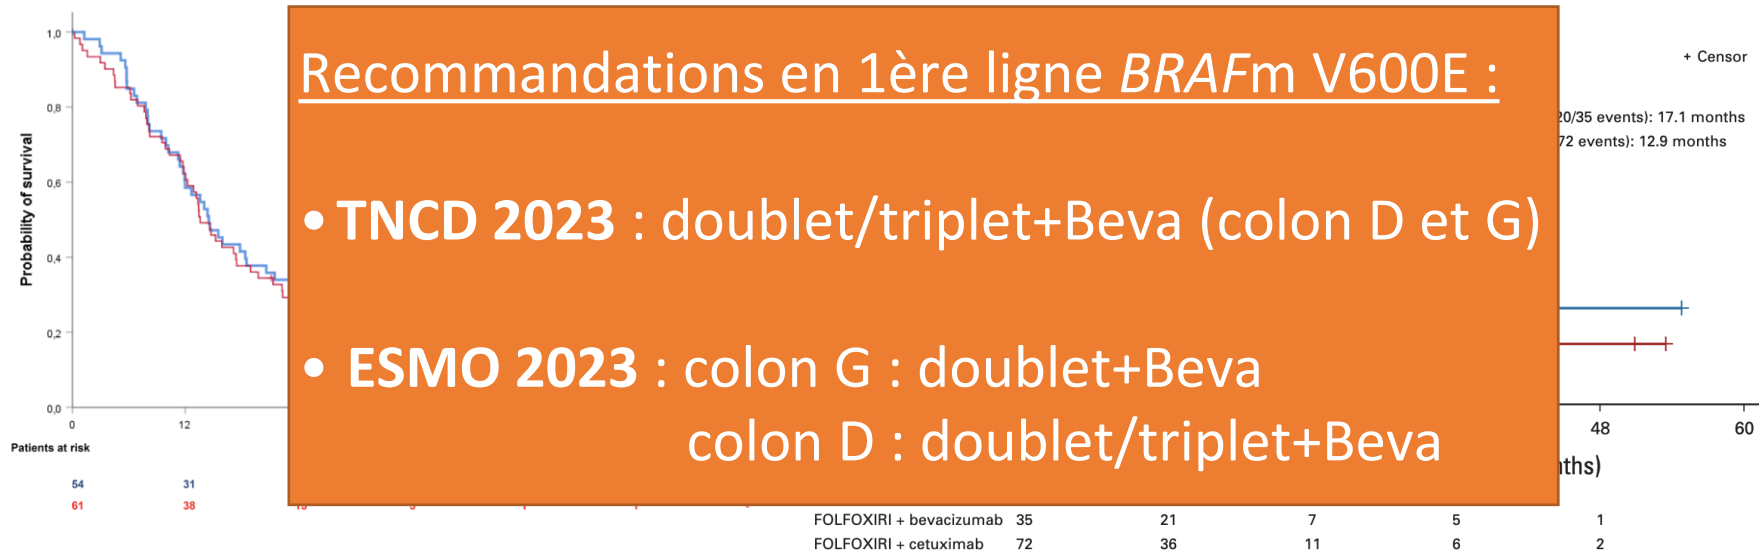 1,0
0,8
0,6
0,4
0,2
0,0
Probability of survival
0 12
Patients at risk
54 31
61 38
Recommandations en 1ère ligne BRAFm V600E :
• TNCD 2023 : doublet/triplet+Beva (colon D et G)
• ESMO 2023 : colon G : doublet+Beva
colon D : doublet/triplet+Beva
+ Censor
20/35 events): 17.1 months
72 events): 12.9 months
48 60
FOLFOXIRI + bevacizumab 35 21 7 5 1
FOLFOXIRI + cetuximab 72 36 11 6 2